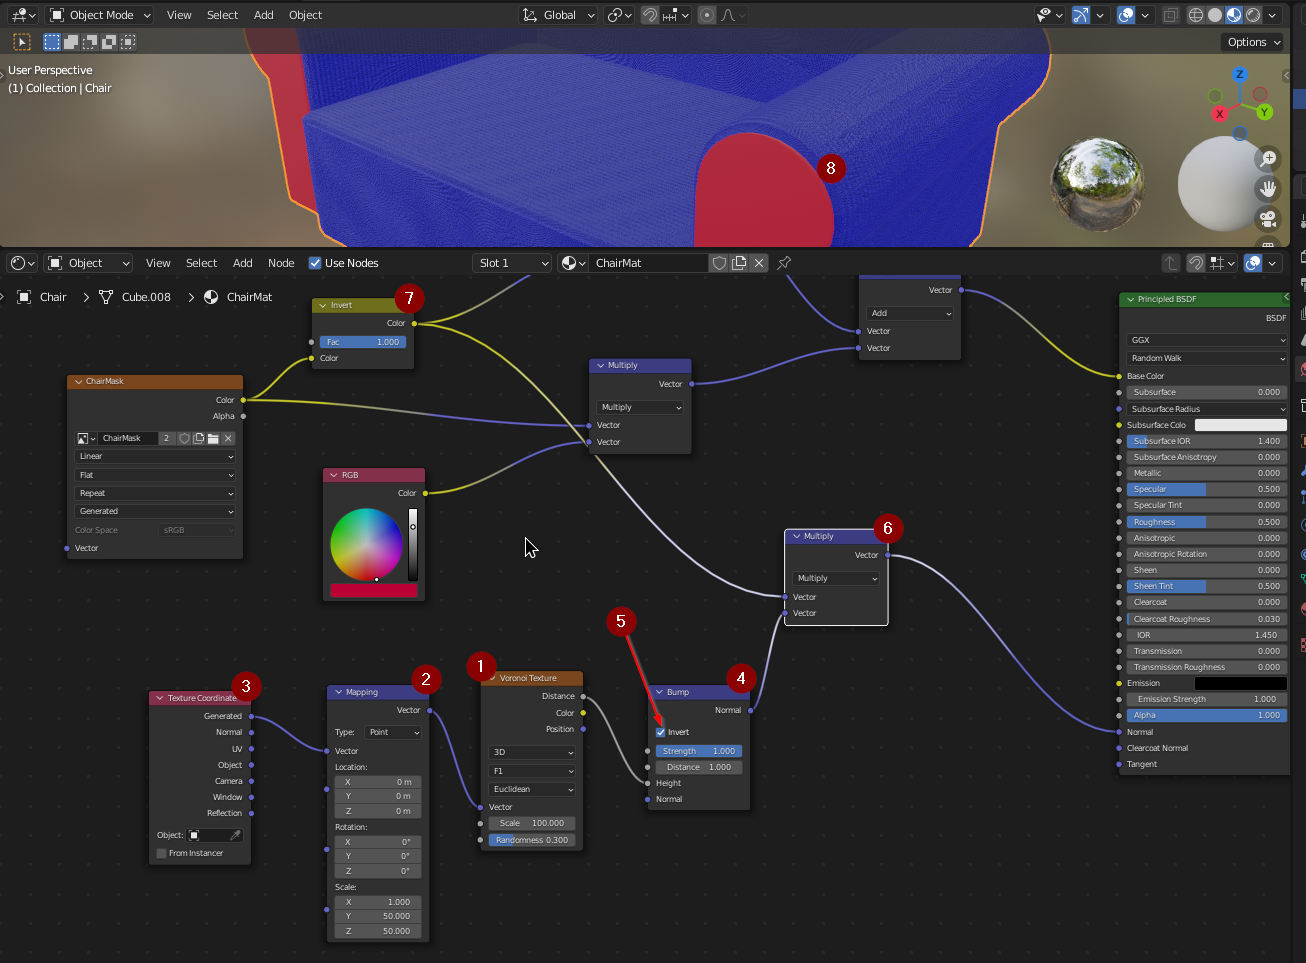 Object Mode
View
Select
Add
Object
Global
Options
User Perspective
(1) Collection | Chair
Z
X
Y
8
Object
View
Select
Add
Node
Use Nodes
Slot 1
ChairMat
Chair
Cube.008
ChairMat
7
Invert
Color
Fac 1.000
Color
Vector
Add
Vector
Vector
ChairMask
Color
Alpha
ChairMask 2
Linear
Flat
Repeat
Generated
Color Space sRGB
Vector
Multiply
Vector
Multiply
Vector
Vector
RGB
Color
6
Multiply
Vector
Multiply
Vector
Vector
5
3
Texture Coordinate
Generated
Normal
UV
Object
Camera
Window
Reflection
Object:
From Instancer
2
Mapping
Vector
Type: Point
Vector
Location:
X 0 m
Y 0 m
Z 0 m
Rotation:
X 0°
Y 0°
Z 0°
Scale:
X 1.000
Y 50.000
Z 50.000
1
Voronoi Texture
Distance
Color
Position
3D
F1
Euclidean
Vector
Scale 100.000
Randomness 0.300
4
Bump
Normal
Invert
Strength 1.000
Distance 1.000
Height
Normal
Principled BSDF
BSDF
GGX
Random Walk
Base Color
Subsurface 0.000
Subsurface Radius
Subsurface Colo
Subsurface IOR 1.400
Subsurface Anisotropy 0.000
Metallic 0.000
Specular 0.500
Specular Tint 0.000
Roughness 0.500
Anisotropic 0.000
Anisotropic Rotation 0.000
Sheen 0.000
Sheen Tint 0.500
Clearcoat 0.000
Clearcoat Roughness 0.030
IOR 1.450
Transmission 0.000
Transmission Roughness 0.000
Emission
Emission Strength 1.000
Alpha 1.000
Normal
Clearcoat Normal
Tangent